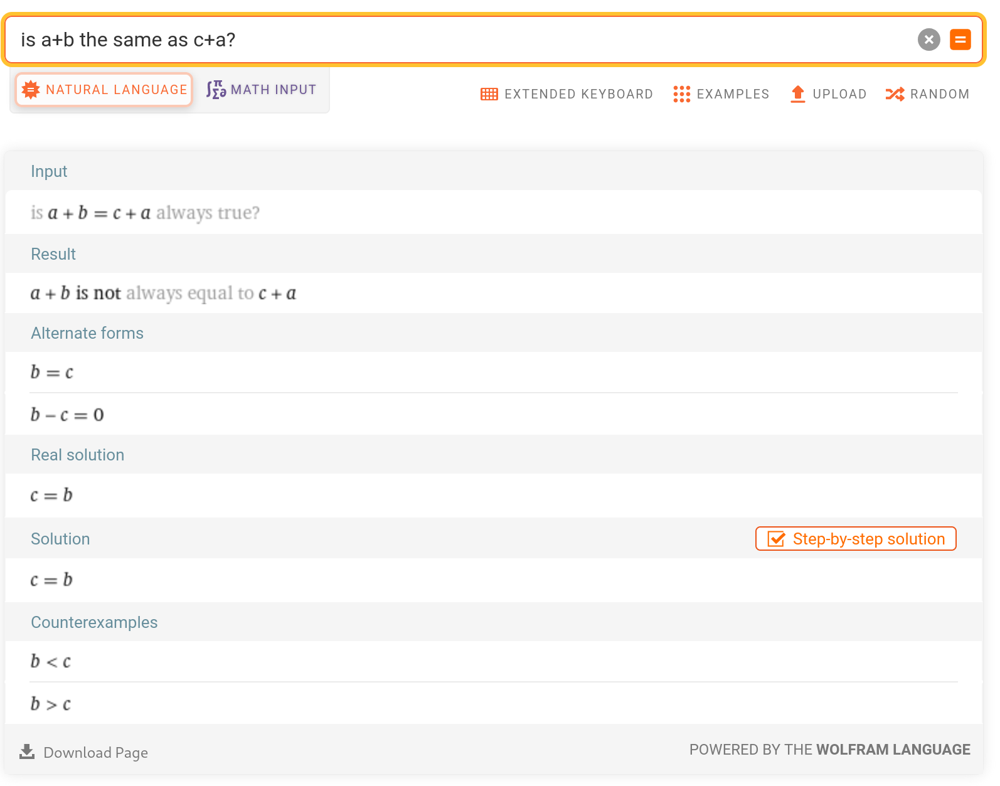 is a+b the same as c+a?
NATURAL LANGUAGE
MATH INPUT
EXTENDED KEYBOARD
EXAMPLES
UPLOAD
RANDOM
Input
is a + b = c + a always true?
Result
a + b is not always equal to c + a
Alternate forms
b = c
b – c = 0
Real solution
c = b
Solution
Step-by-step solution
c = b
Counterexamples
b < c
b > c
Download Page
POWERED BY THE WOLFRAM LANGUAGE